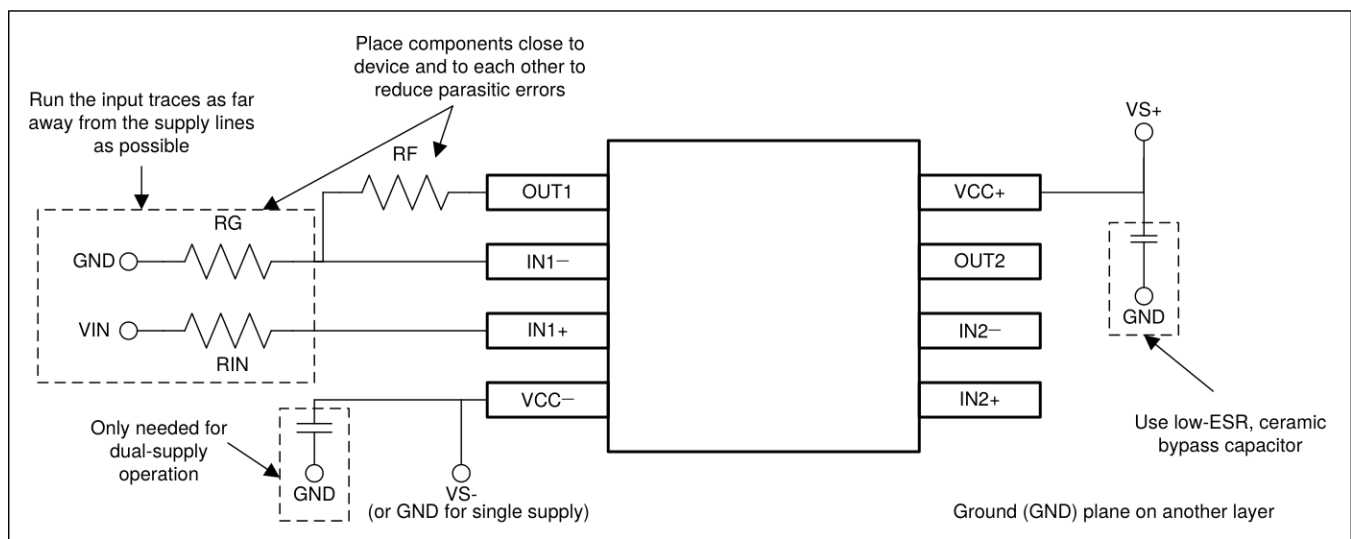 Place components close to
device and to each other to
reduce parasitic errors
Run the input traces as far
away from the supply lines
as possible
VS+
RF
OUT1
VCC+
RG
GND
IN1−
OUT2
GND
VIN
IN1+
IN2−
RIN
VCC−
IN2+
Only needed for
dual-supply
operation
Use low-ESR, ceramic
bypass capacitor
GND
VS-
(or GND for single supply)
Ground (GND) plane on another layer